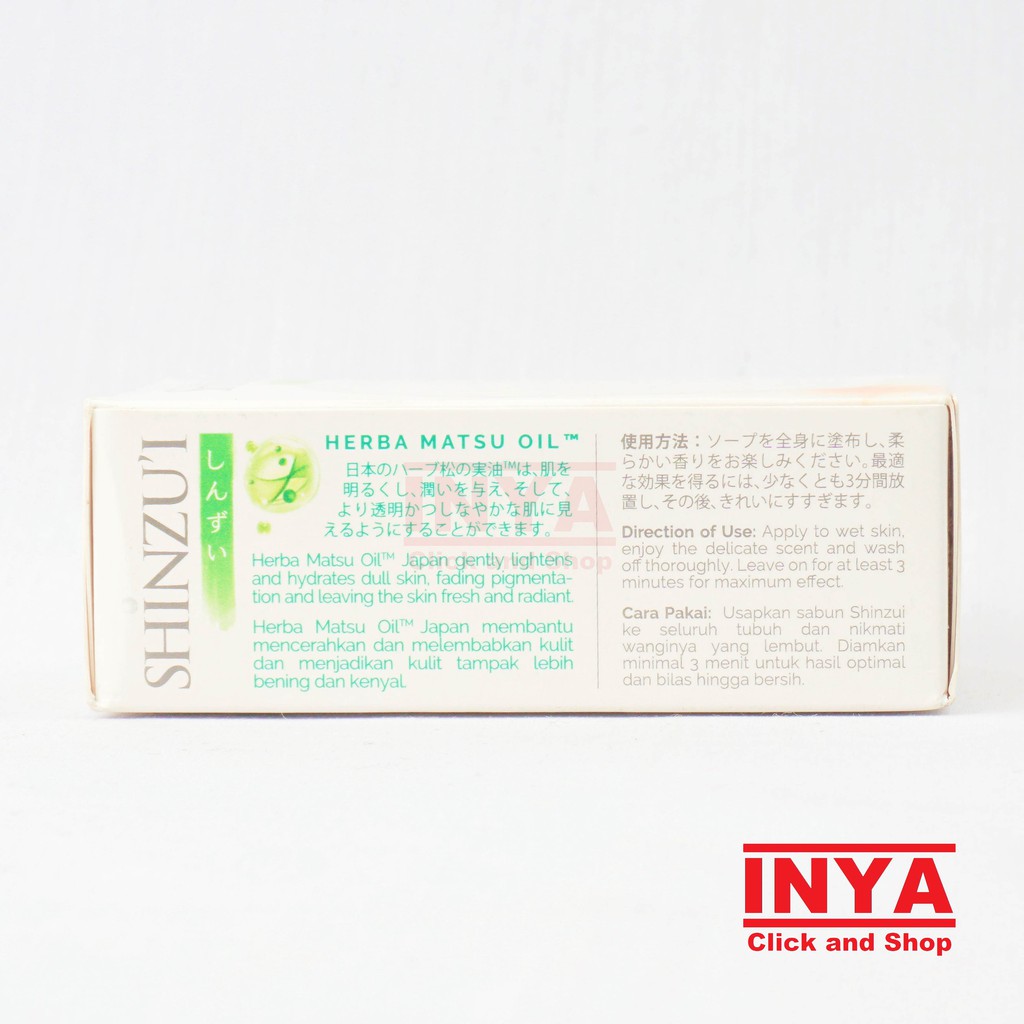 SHINZU'I
しんずい
HERBA MATSU OIL™
日本のハーブ松の実油™は、肌を
明るくし、潤いを与え、そして、
より透明かつしなやかな肌に見
えるようにすることができます。
Herba Matsu Oil™ Japan gently lightens
and hydrates dull skin, fading pigmenta-
tion and leaving the skin fresh and radiant.
Herba Matsu Oil™ Japan membantu
mencerahkan dan melembabkan kulit
dan menjadikan kulit tampak lebih
bening dan kenyal.
使用方法：ソープを全身に塗布し、柔
らかい香りをお楽しみください。最適
な効果を得るには、少なくとも3分間放
置し、その後、きれいにすすぎます。
Direction of Use: Apply to wet skin,
enjoy the delicate scent and wash
off thoroughly. Leave on for at least 3
minutes for maximum effect.
Cara Pakai: Usapkan sabun Shinzui
ke seluruh tubuh dan nikmati
wanginya yang lembut. Diamkan
minimal 3 menit untuk hasil optimal
dan bilas hingga bersih.
INYA
Click and Shop
INYA
Click and Shop